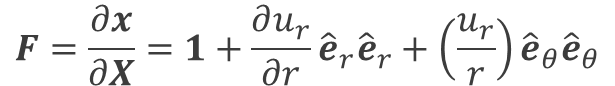 F = ∂x/∂X = 1 + ∂u_r/∂r ê_r ê_r + (u_r/r) ê_θ ê_θ